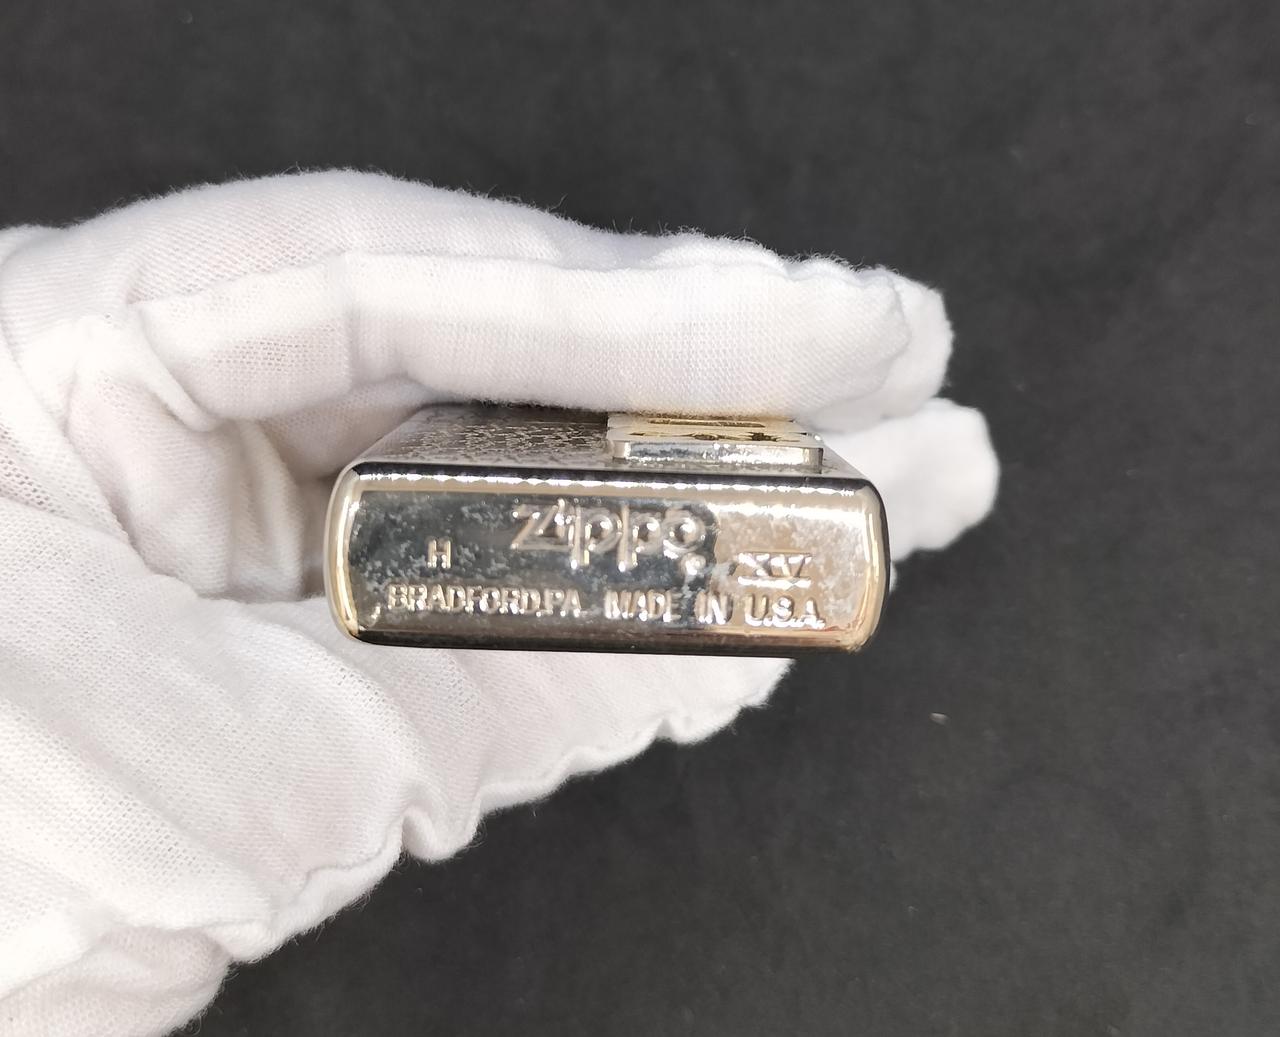 Zippo
H XV
BRADFORD,PA. MADE IN U.S.A.